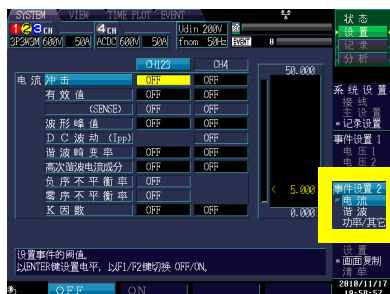 SYSTEM VIEW TIME PLOT EVENT
123CH 4CH Udin 200V
3P3W3M 600V 50A ACDC 600V 50A fnom 50Hz EVENT 0
CH123 CH4
电流 冲击 OFF OFF
有效值 OFF OFF
(SENSE) OFF OFF
波形峰值 OFF OFF
DC波动 (Ipp) OFF OFF
谐波畸变率 OFF OFF
高次谐波电流成分 OFF OFF
负序不平衡率 OFF
零序不平衡率 OFF
K因数 OFF OFF
50.000
< 5.000
0.000
设置事件的阀值。
以ENTER键设置电平, 以F1/F2键切换 OFF/ON。
OFF ON
状态
设置
记录
分析
系统设置
接线
主设置
记录设置
事件设置 1
电压1
电压2
事件设置 2
电流
谐波
功率/其它
设置
画面复制
清单
2010/11/17
19:58:57